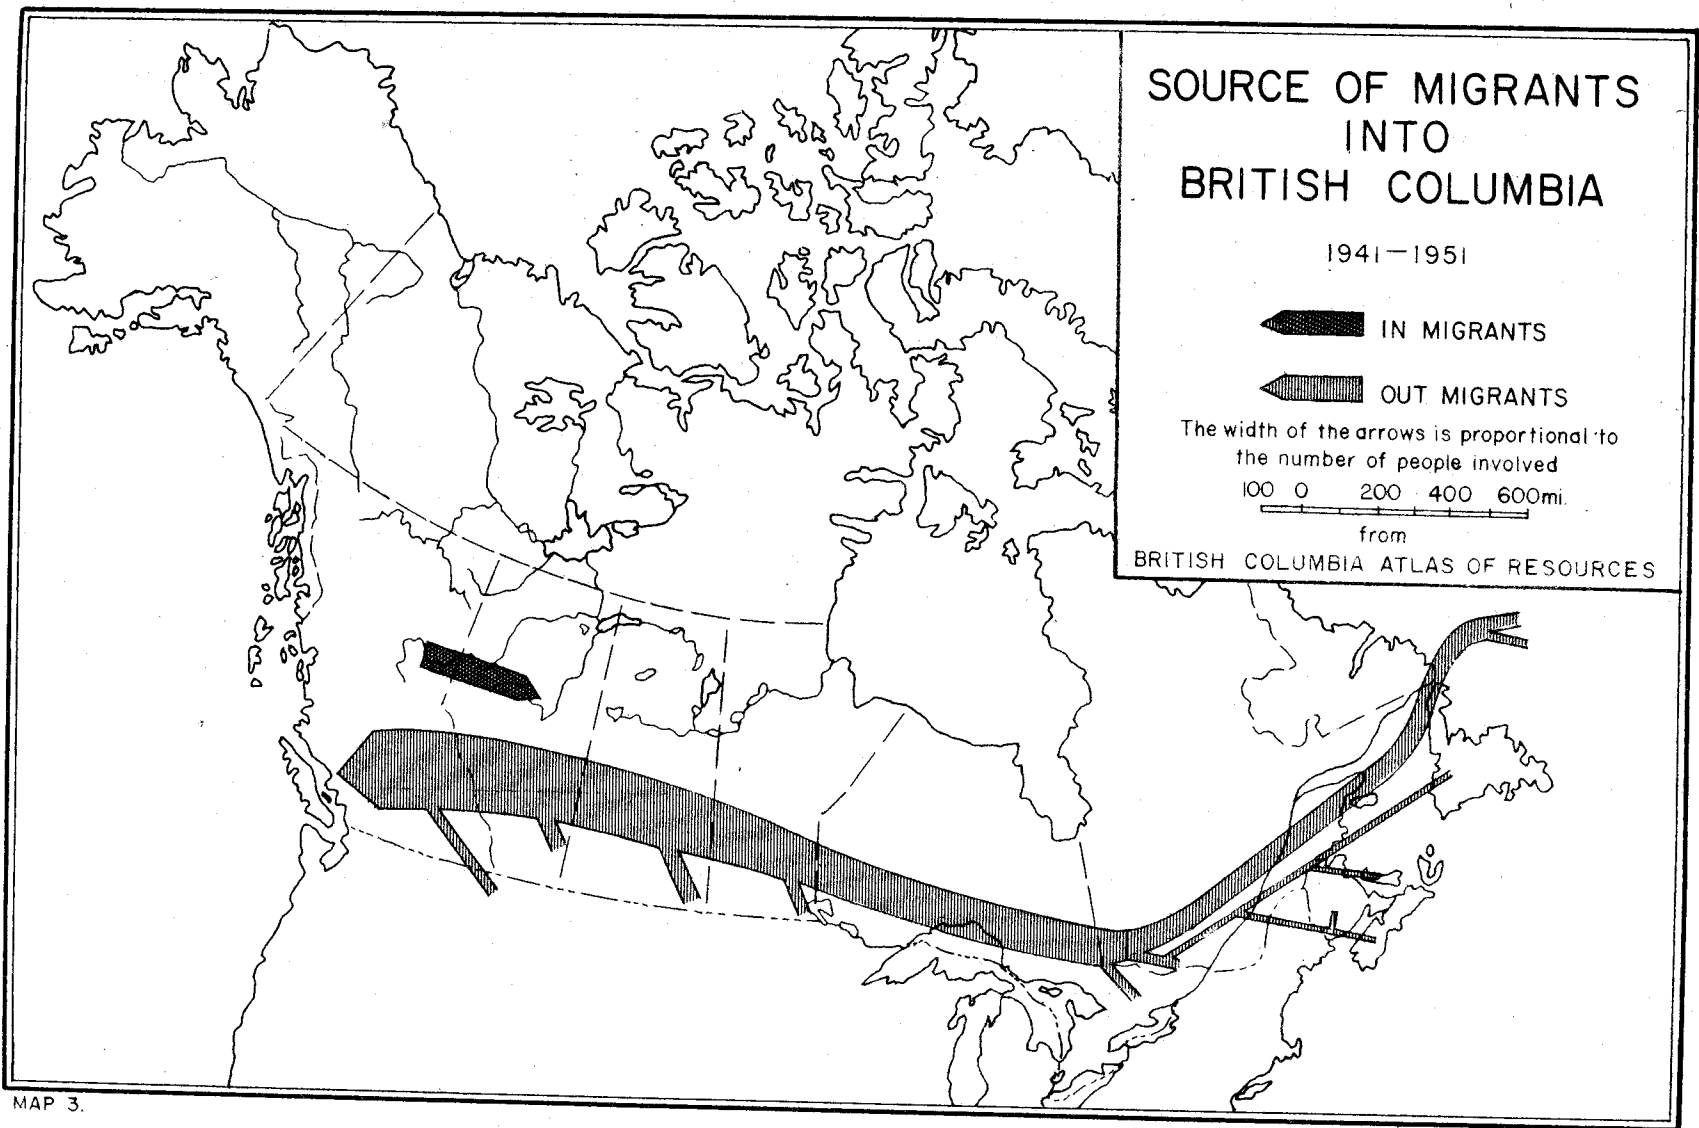 SOURCE OF MIGRANTS
INTO
BRITISH COLUMBIA
1941–1951
IN MIGRANTS
OUT MIGRANTS
The width of the arrows is proportional to
the number of people involved
100 0 200 400 600mi.
from
BRITISH COLUMBIA ATLAS OF RESOURCES
MAP 3.